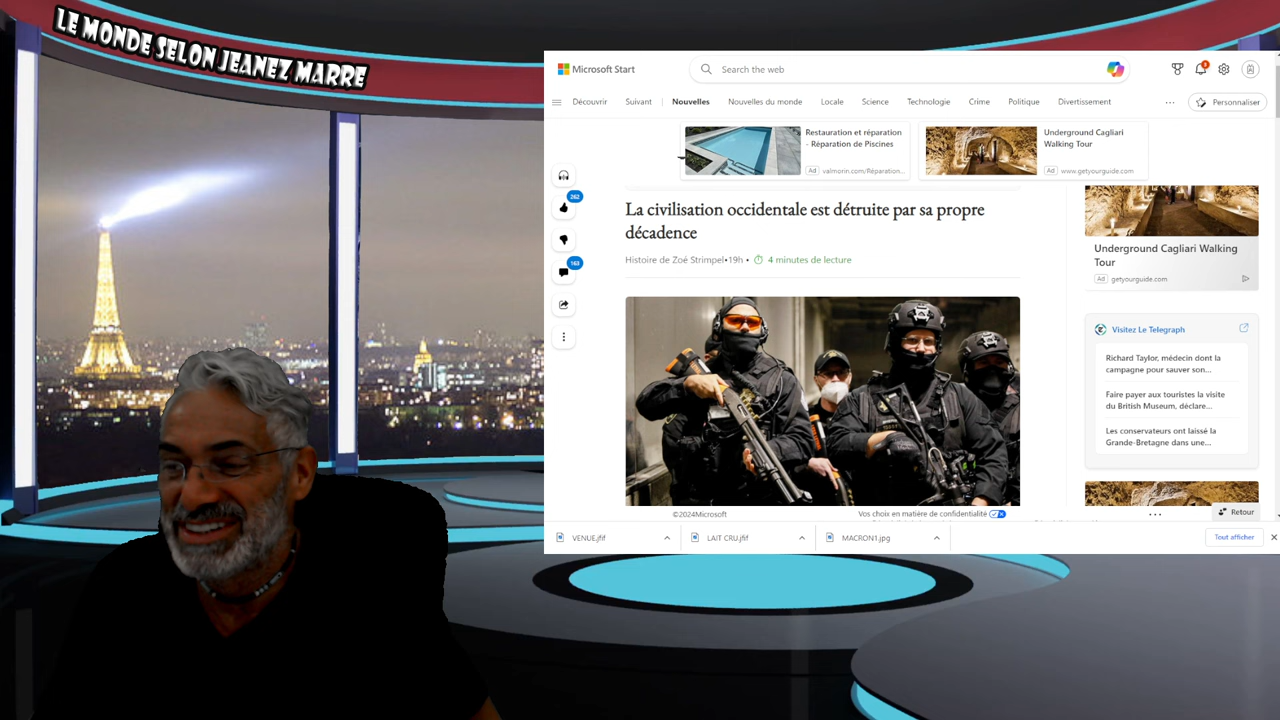 LE MONDE SELON JEANEZ MARRE
Microsoft Start
Search the web
3
Découvrir
Suivant
Nouvelles
Nouvelles du monde
Locale
Science
Technologie
Crime
Politique
Divertissement
...
Personnaliser
Restauration et réparation
- Réparation de Piscines
Ad valmorin.com/Réparation...
Underground Cagliari
Walking Tour
Ad www.getyourguide.com
262
163
La civilisation occidentale est détruite par sa propre
décadence
Histoire de Zoé Strimpel•19h • 4 minutes de lecture
Underground Cagliari Walking
Tour
Ad getyourguide.com
Visitez Le Telegraph
Richard Taylor, médecin dont la
campagne pour sauver son...
Faire payer aux touristes la visite
du British Museum, déclare...
Les conservateurs ont laissé la
Grande-Bretagne dans une...
©2024Microsoft
Vos choix en matière de confidentialité
...
Retour
VENUE.jfif
LAIT CRU.jfif
MACRON1.jpg
Tout afficher